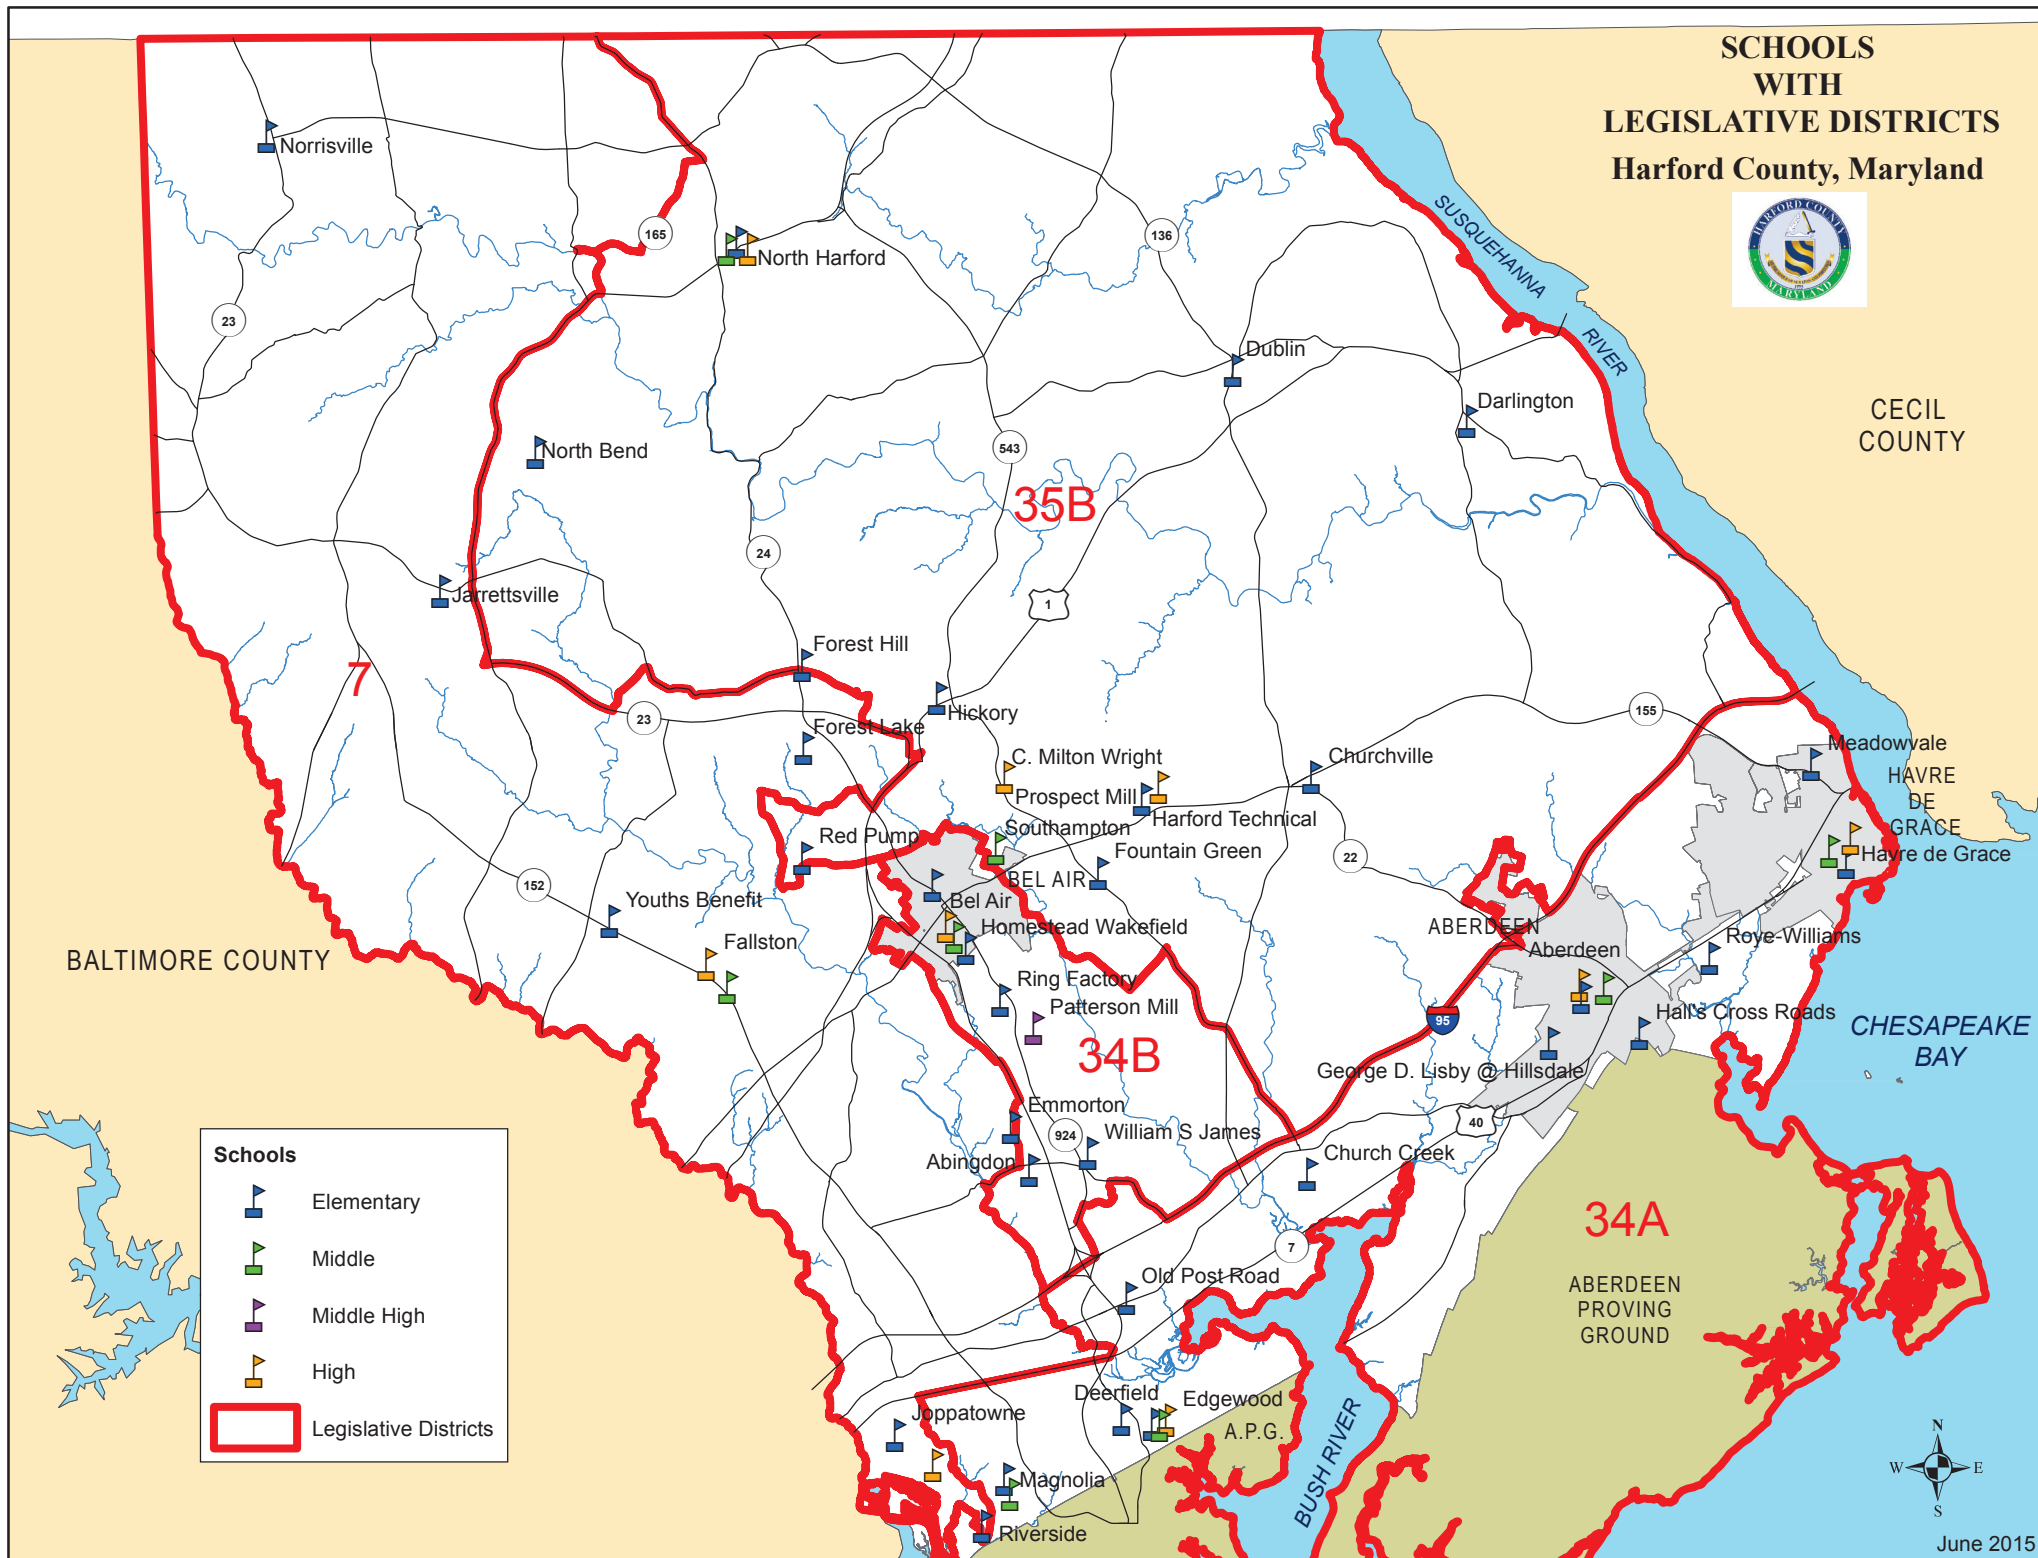 SCHOOLS
WITH
LEGISLATIVE DISTRICTS
Harford County, Maryland
HARFORD COUNTY
MARYLAND
Norrisville
165
North Harford
136
SUSQUEHANNA
RIVER
23
Dublin
Darlington
CECIL
COUNTY
North Bend
543
35B
24
1
Jarrettsville
Forest Hill
7
23
Hickory
155
Forest Lake
C. Milton Wright
Churchville
Meadowvale
HAVRE
DE
GRACE
Prospect Mill
Harford Technical
Red Pump
Southampton
Fountain Green
22
Havre de Grace
BEL AIR
152
Youths Benefit
Bel Air
Homestead Wakefield
ABERDEEN
Aberdeen
Roye-Williams
Fallston
BALTIMORE COUNTY
Ring Factory
Patterson Mill
95
Hall's Cross Roads
CHESAPEAKE
BAY
34B
George D. Lisby @ Hillsdale
Emmorton
924
William S James
40
Abingdon
Church Creek
34A
7
Old Post Road
ABERDEEN
PROVING
GROUND
Deerfield
Edgewood
A.P.G.
Joppatowne
BUSH RIVER
Magnolia
Riverside
Schools
Elementary
Middle
Middle High
High
Legislative Districts
N
W
E
S
June 2015